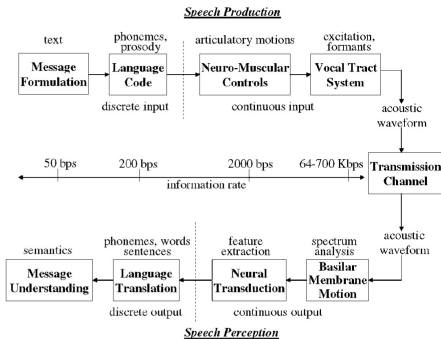 Speech Production
text
phonemes,
prosody
articulatory motions
excitation,
formants
Message
Formulation
Language
Code
Neuro-Muscular
Controls
Vocal Tract
System
discrete input
continuous input
acoustic
waveform
50 bps
200 bps
2000 bps
64-700 Kbps
information rate
Transmission
Channel
acoustic
waveform
semantics
phonemes, words
sentences
feature
extraction
spectrum
analysis
Message
Understanding
Language
Translation
Neural
Transduction
Basilar
Membrane
Motion
discrete output
continuous output
Speech Perception